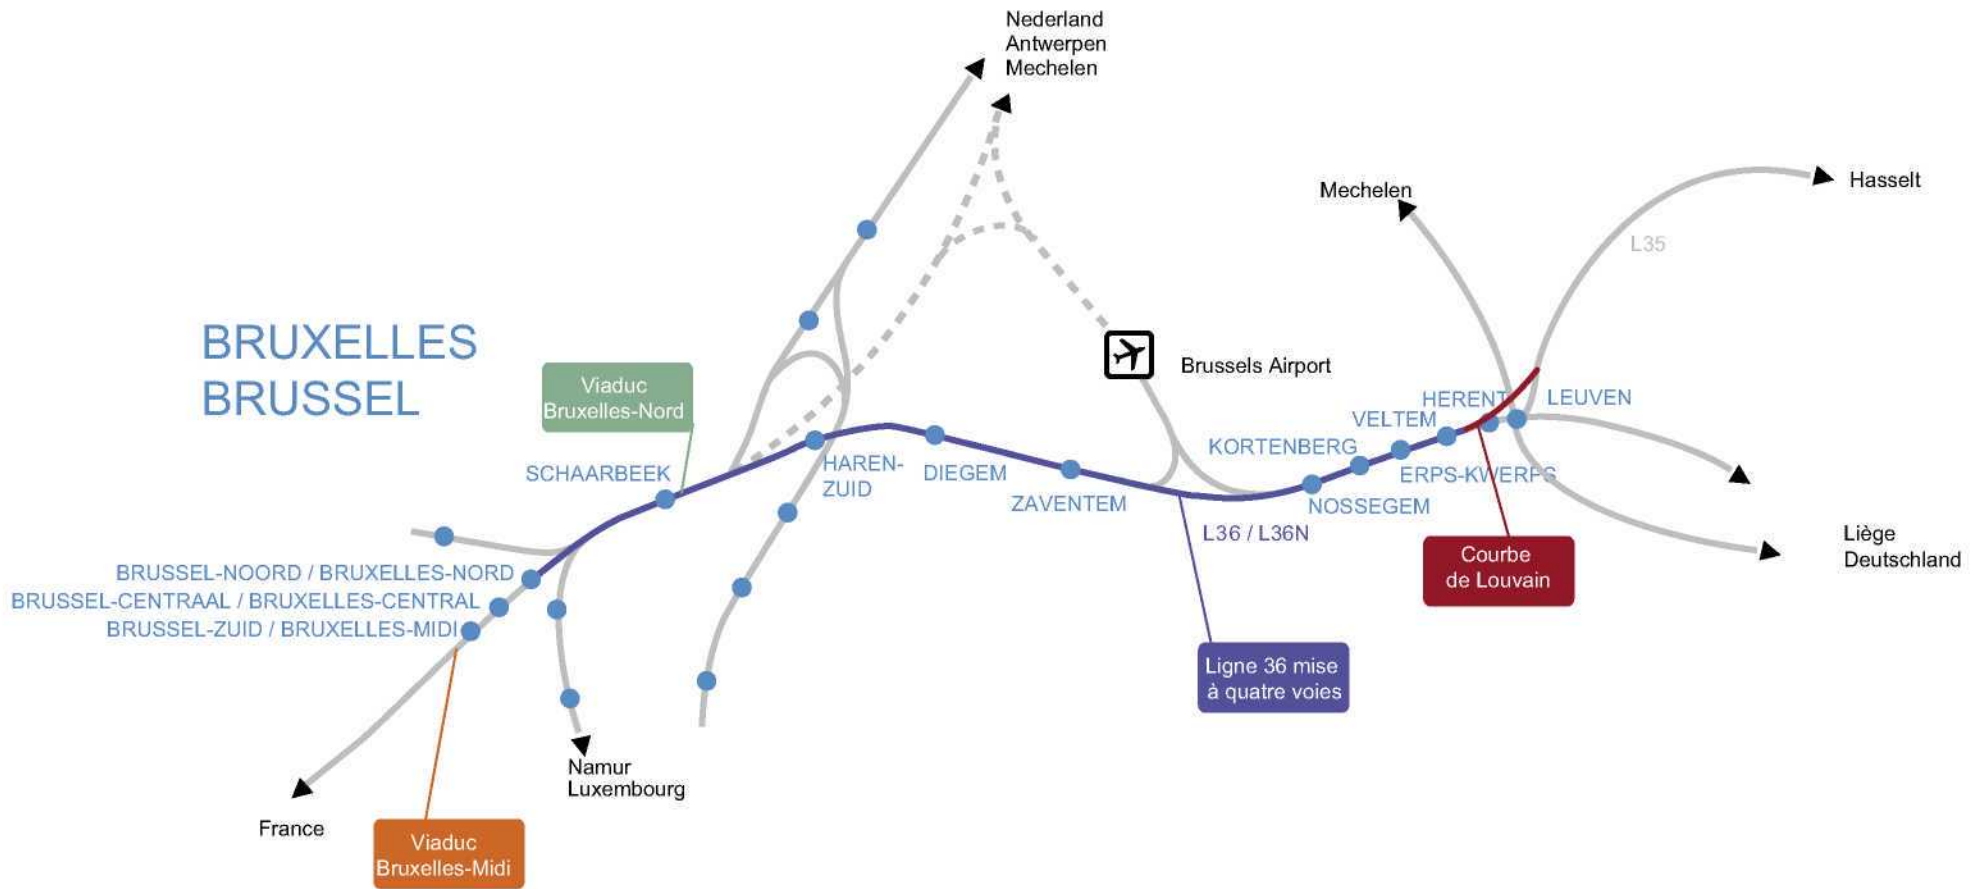 Nederland
Antwerpen
Mechelen
Mechelen
Hasselt
L35
BRUXELLES
BRUSSEL
Viaduc
Bruxelles-Nord
Brussels Airport
HERENT
LEUVEN
VELTEM
KORTENBERG
SCHAARBEEK
HAREN-
ZUID
DIEGEM
ERPS-KWERPS
ZAVENTEM
NOSSEGEM
L36 / L36N
Liège
Deutschland
Courbe
de Louvain
BRUSSEL-NOORD / BRUXELLES-NORD
BRUSSEL-CENTRAAL / BRUXELLES-CENTRAL
BRUSSEL-ZUID / BRUXELLES-MIDI
Ligne 36 mise
à quatre voies
Namur
Luxembourg
France
Viaduc
Bruxelles-Midi